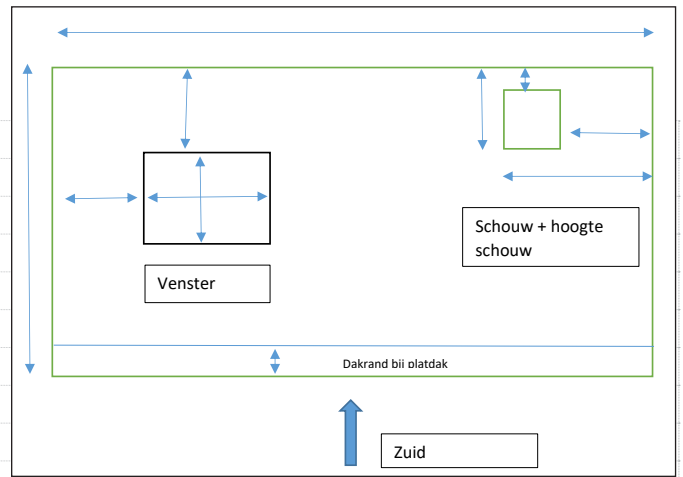 Schouw + hoogte
schouw
Venster
Dakrand bij platdak
Zuid